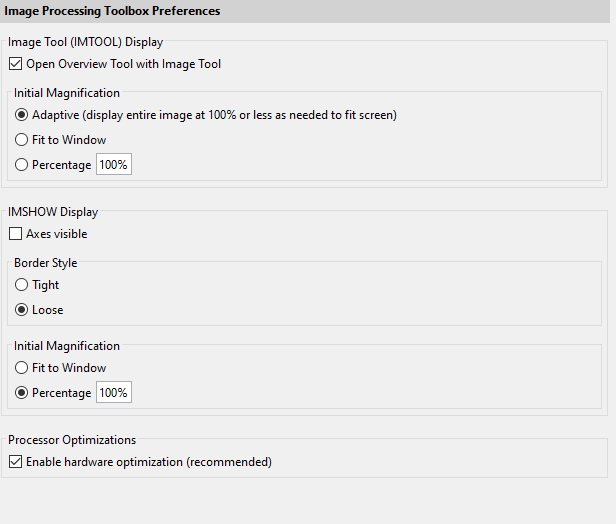 Image Processing Toolbox Preferences
Image Tool (IMTOOL) Display
Open Overview Tool with Image Tool
Initial Magnification
Adaptive (display entire image at 100% or less as needed to fit screen)
Fit to Window
Percentage 100%
IMSHOW Display
Axes visible
Border Style
Tight
Loose
Initial Magnification
Fit to Window
Percentage 100%
Processor Optimizations
Enable hardware optimization (recommended)